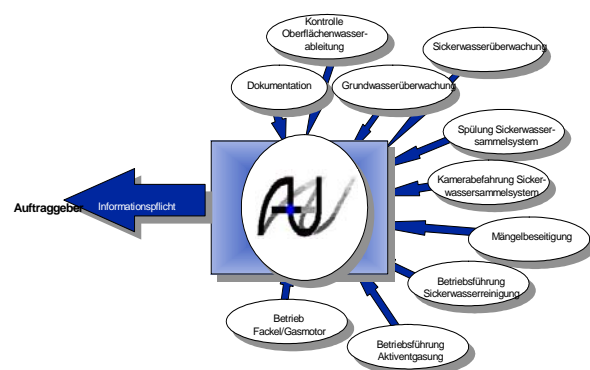 Kontrolle
Oberflächenwasser-
ableitung
Sickerwasserüberwachung
Dokumentation
Grundwasserüberwachung
Spülung Sickerwasser-
sammelsystem
Kamerabefahrung Sicker-
wassersammelsystem
Auftraggeber Informationspflicht
Mängelbeseitigung
Betriebsführung
Sickerwasserreinigung
Betrieb
Fackel/Gasmotor
Betriebsführung
Aktiventgasung